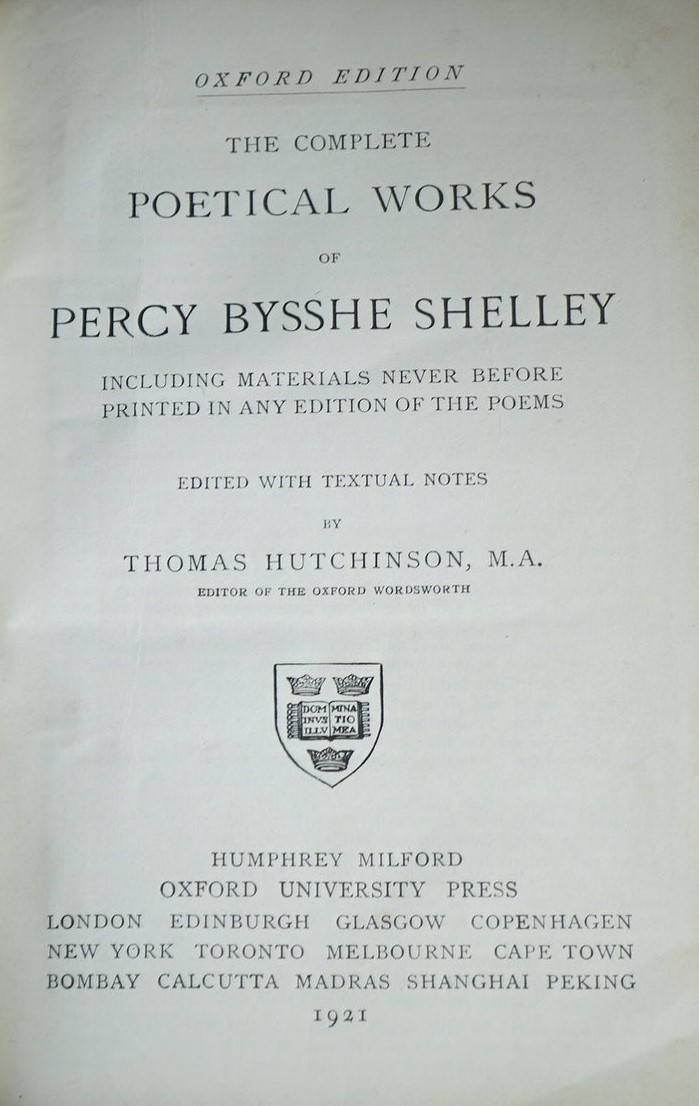 OXFORD EDITION
THE COMPLETE
POETICAL WORKS
OF
PERCY BYSSHE SHELLEY
INCLUDING MATERIALS NEVER BEFORE
PRINTED IN ANY EDITION OF THE POEMS
EDITED WITH TEXTUAL NOTES
BY
THOMAS HUTCHINSON, M.A.
EDITOR OF THE OXFORD WORDSWORTH
DOM MINA
INVS TIO
ILLV MEA
HUMPHREY MILFORD
OXFORD UNIVERSITY PRESS
LONDON EDINBURGH GLASGOW COPENHAGEN
NEW YORK TORONTO MELBOURNE CAPE TOWN
BOMBAY CALCUTTA MADRAS SHANGHAI PEKING
1921